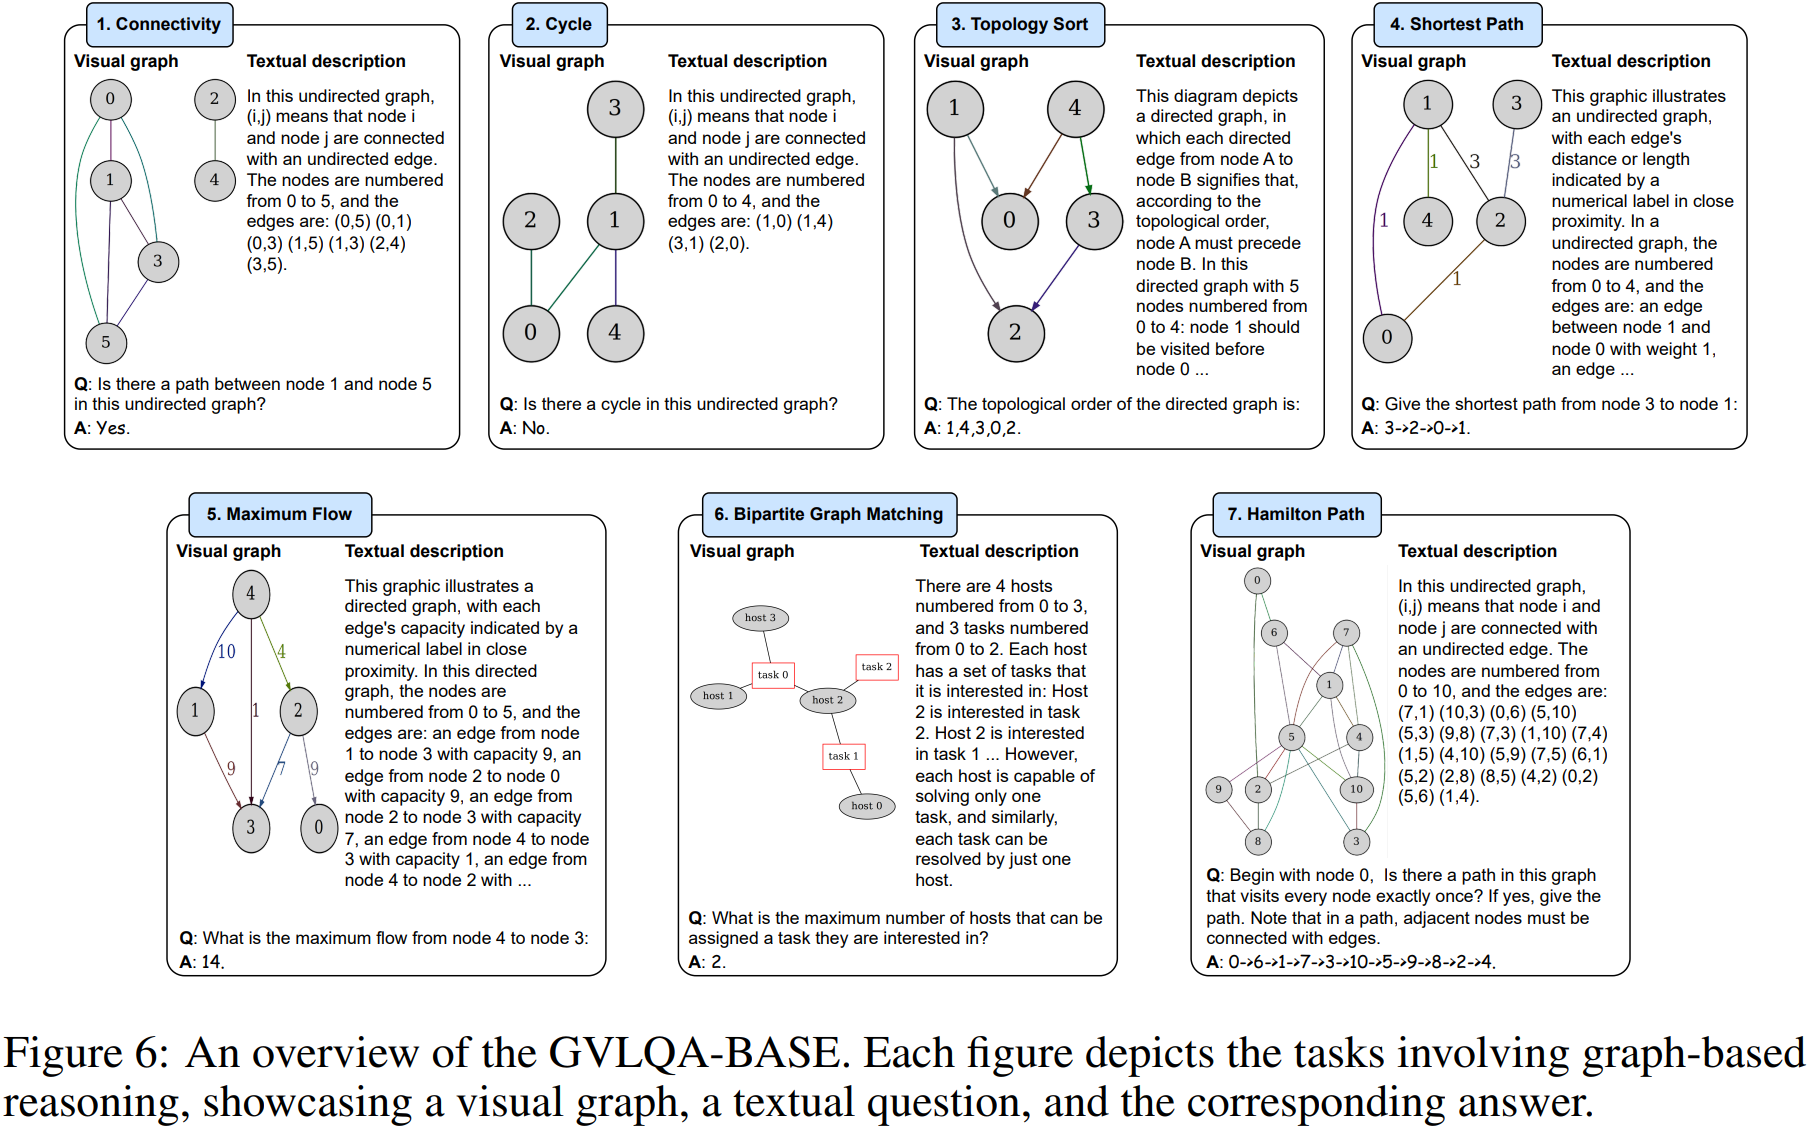 1. Connectivity
Visual graph
Textual description
0
2
1
4
3
5
In this undirected graph,
(i,j) means that node i
and node j are connected
with an undirected edge.
The nodes are numbered
from 0 to 5, and the
edges are: (0,5) (0,1)
(0,3) (1,5) (1,3) (2,4)
(3,5).
Q: Is there a path between node 1 and node 5
in this undirected graph?
A: Yes.
2. Cycle
Visual graph
Textual description
3
2
1
0
4
In this undirected graph,
(i,j) means that node i
and node j are connected
with an undirected edge.
The nodes are numbered
from 0 to 4, and the
edges are: (1,0) (1,4)
(3,1) (2,0).
Q: Is there a cycle in this undirected graph?
A: No.
3. Topology Sort
Visual graph
Textual description
1
4
0
3
2
This diagram depicts
a directed graph, in
which each directed
edge from node A to
node B signifies that,
according to the
topological order,
node A must precede
node B. In this
directed graph with 5
nodes numbered from
0 to 4: node 1 should
be visited before
node 0 ...
Q: The topological order of the directed graph is:
A: 1,4,3,0,2.
4. Shortest Path
Visual graph
Textual description
1
3
1
3
3
1
4
2
1
0
This graphic illustrates
an undirected graph,
with each edge's
distance or length
indicated by a
numerical label in close
proximity. In a
undirected graph, the
nodes are numbered
from 0 to 4, and the
edges are: an edge
between node 1 and
node 0 with weight 1,
an edge ...
Q: Give the shortest path from node 3 to node 1:
A: 3->2->0->1.
5. Maximum Flow
Visual graph
Textual description
4
10
4
1
1
2
9
7
9
3
0
This graphic illustrates a
directed graph, with each
edge's capacity indicated by a
numerical label in close
proximity. In this directed
graph, the nodes are
numbered from 0 to 5, and the
edges are: an edge from node
1 to node 3 with capacity 9, an
edge from node 2 to node 0
with capacity 9, an edge from
node 2 to node 3 with capacity
7, an edge from node 4 to node
3 with capacity 1, an edge from
node 4 to node 2 with ...
Q: What is the maximum flow from node 4 to node 3:
A: 14.
6. Bipartite Graph Matching
Visual graph
Textual description
host 3
task 0
task 2
host 1
host 2
task 1
host 0
There are 4 hosts
numbered from 0 to 3,
and 3 tasks numbered
from 0 to 2. Each host
has a set of tasks that
it is interested in: Host
2 is interested in task
2. Host 2 is interested
in task 1 ... However,
each host is capable of
solving only one
task, and similarly,
each task can be
resolved by just one
host.
Q: What is the maximum number of hosts that can be
assigned a task they are interested in?
A: 2.
7. Hamilton Path
Visual graph
Textual description
0
6
7
1
5
4
9
2
10
8
3
In this undirected graph,
(i,j) means that node i and
node j are connected with
an undirected edge. The
nodes are numbered from
0 to 10, and the edges are:
(7,1) (10,3) (0,6) (5,10)
(5,3) (9,8) (7,3) (1,10) (7,4)
(1,5) (4,10) (5,9) (7,5) (6,1)
(5,2) (2,8) (8,5) (4,2) (0,2)
(5,6) (1,4).
Q: Begin with node 0, Is there a path in this graph
that visits every node exactly once? If yes, give the
path. Note that in a path, adjacent nodes must be
connected with edges.
A: 0->6->1->7->3->10->5->9->8->2->4.
Figure 6: An overview of the GVLQA-BASE. Each figure depicts the tasks involving graph-based
reasoning, showcasing a visual graph, a textual question, and the corresponding answer.